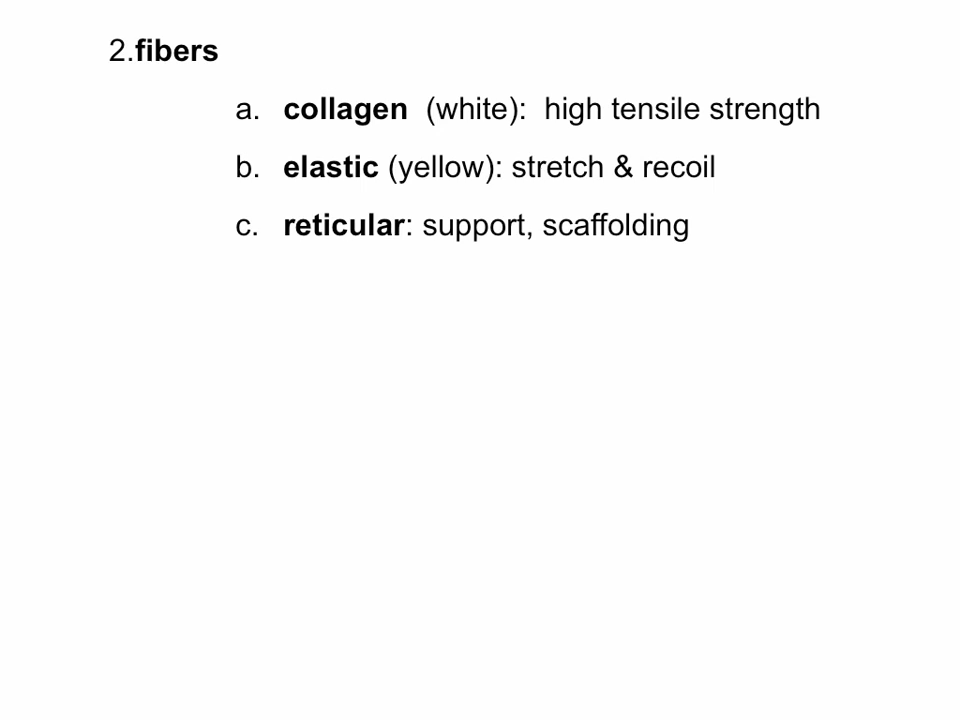 2.fibers
a. collagen (white): high tensile strength
b. elastic (yellow): stretch & recoil
c. reticular: support, scaffolding